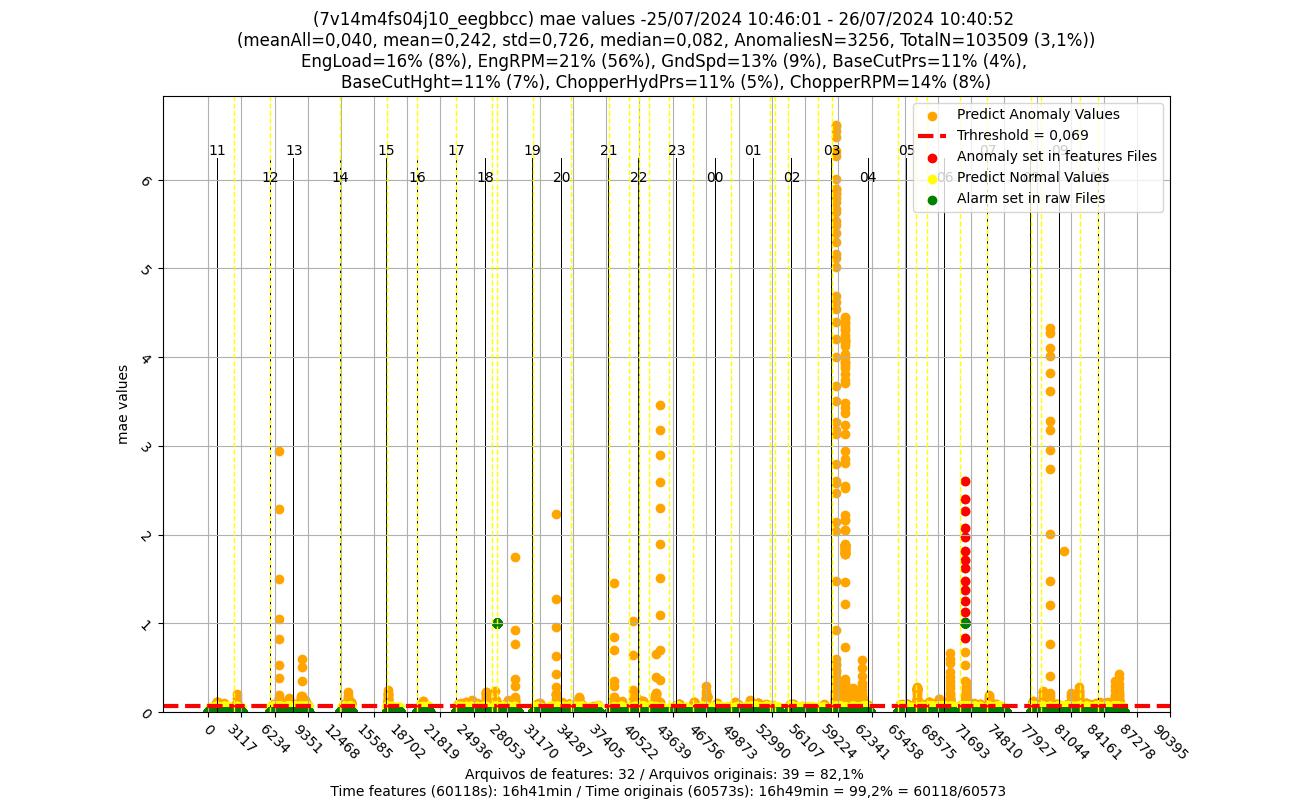 (7v14m4fs04j10_eegbbcc) mae values -25/07/2024 10:46:01 - 26/07/2024 10:40:52
(meanAll=0,040, mean=0,242, std=0,726, median=0,082, AnomaliesN=3256, TotalN=103509 (3,1%))
EngLoad=16% (8%), EngRPM=21% (56%), GndSpd=13% (9%), BaseCutPrs=11% (4%),
BaseCutHght=11% (7%), ChopperHydPrs=11% (5%), ChopperRPM=14% (8%)
Predict Anomaly Values
Trhreshold = 0,069
Anomaly set in features Files
Predict Normal Values
Alarm set in raw Files
11 13 15 17 19 21 23 01 03 05 07 09
12 14 16 18 20 22 00 02 04 06
6
5
4
3
2
1
0
mae values
0 3117 6234 9351 12468 15585 18702 21819 24936 28053 31170 34287 37405 40522 43639 46756 49873 52990 56107 59224 62341 65458 68575 71693 74810 77927 81044 84161 87278 90395
Arquivos de features: 32 / Arquivos originais: 39 = 82,1%
Time features (60118s): 16h41min / Time originais (60573s): 16h49min = 99,2% = 60118/60573